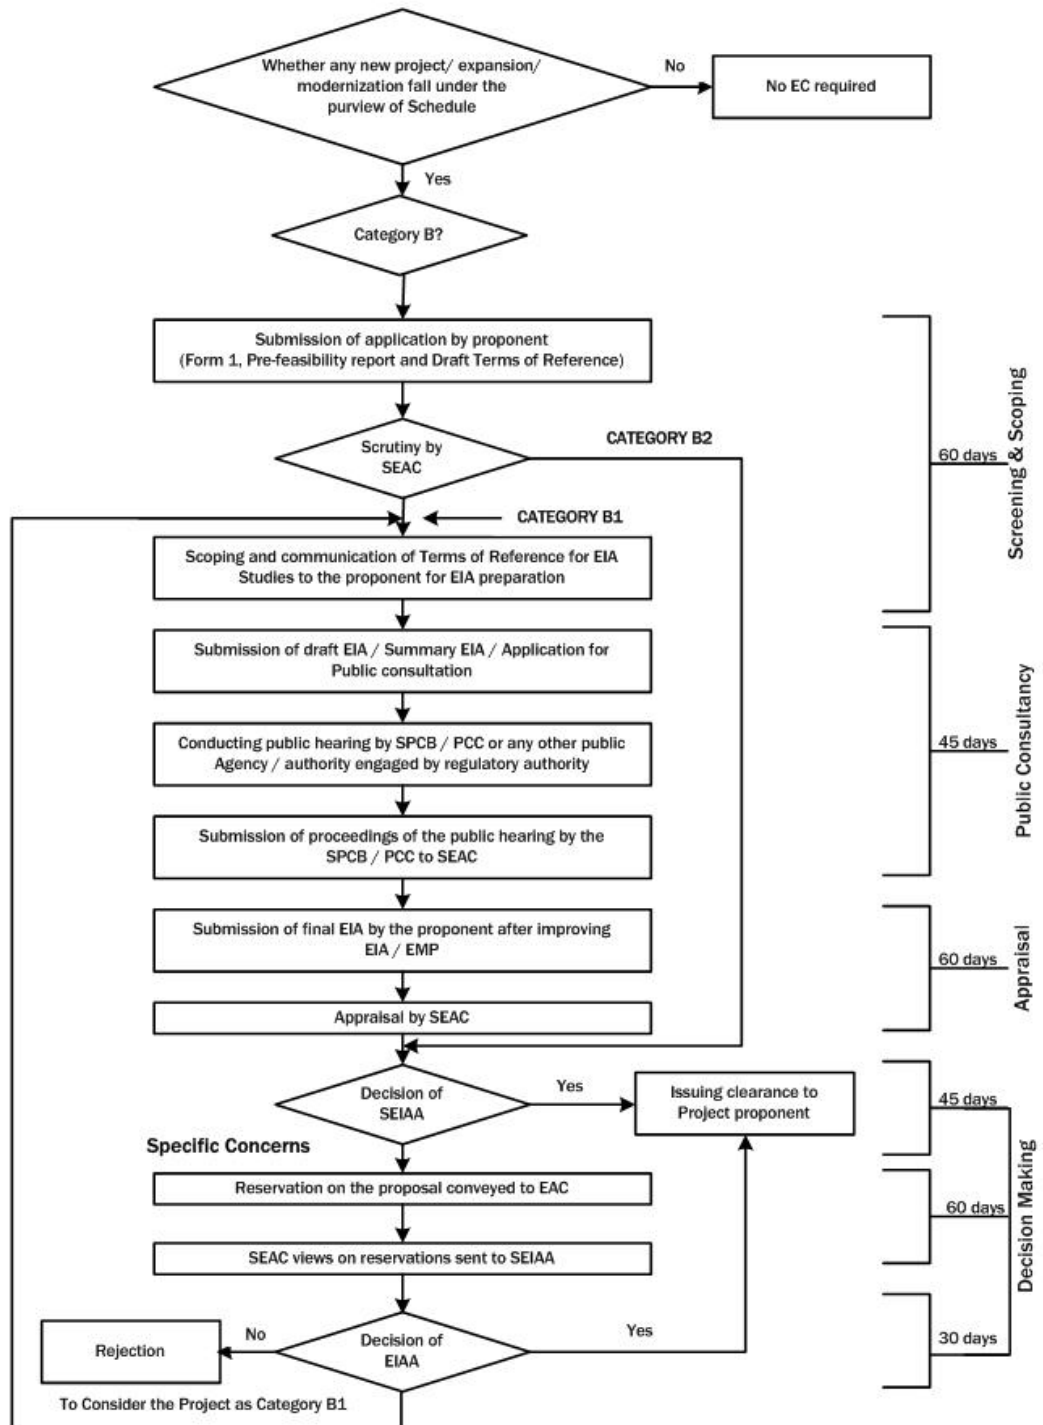 Whether any new project/ expansion/
modernization fall under the
purview of Schedule
No
No EC required
Yes
Category B?
Submission of application by proponent
(Form 1, Pre-feasibility report and Draft Terms of Reference)
Scrutiny by
SEAC
CATEGORY B2
60 days
Screening & Scoping
CATEGORY B1
Scoping and communication of Terms of Reference for EIA
Studies to the proponent for EIA preparation
Submission of draft EIA / Summary EIA / Application for
Public consultation
Conducting public hearing by SPCB / PCC or any other public
Agency / authority engaged by regulatory authority
45 days
Public Consultancy
Submission of proceedings of the public hearing by the
SPCB / PCC to SEAC
Submission of final EIA by the proponent after improving
EIA / EMP
60 days
Appraisal
Appraisal by SEAC
Decision of
SEIAA
Yes
Issuing clearance to
Project proponent
45 days
Specific Concerns
Reservation on the proposal conveyed to EAC
60 days
Decision Making
SEAC views on reservations sent to SEIAA
Decision of
EIAA
No
Rejection
Yes
30 days
To Consider the Project as Category B1